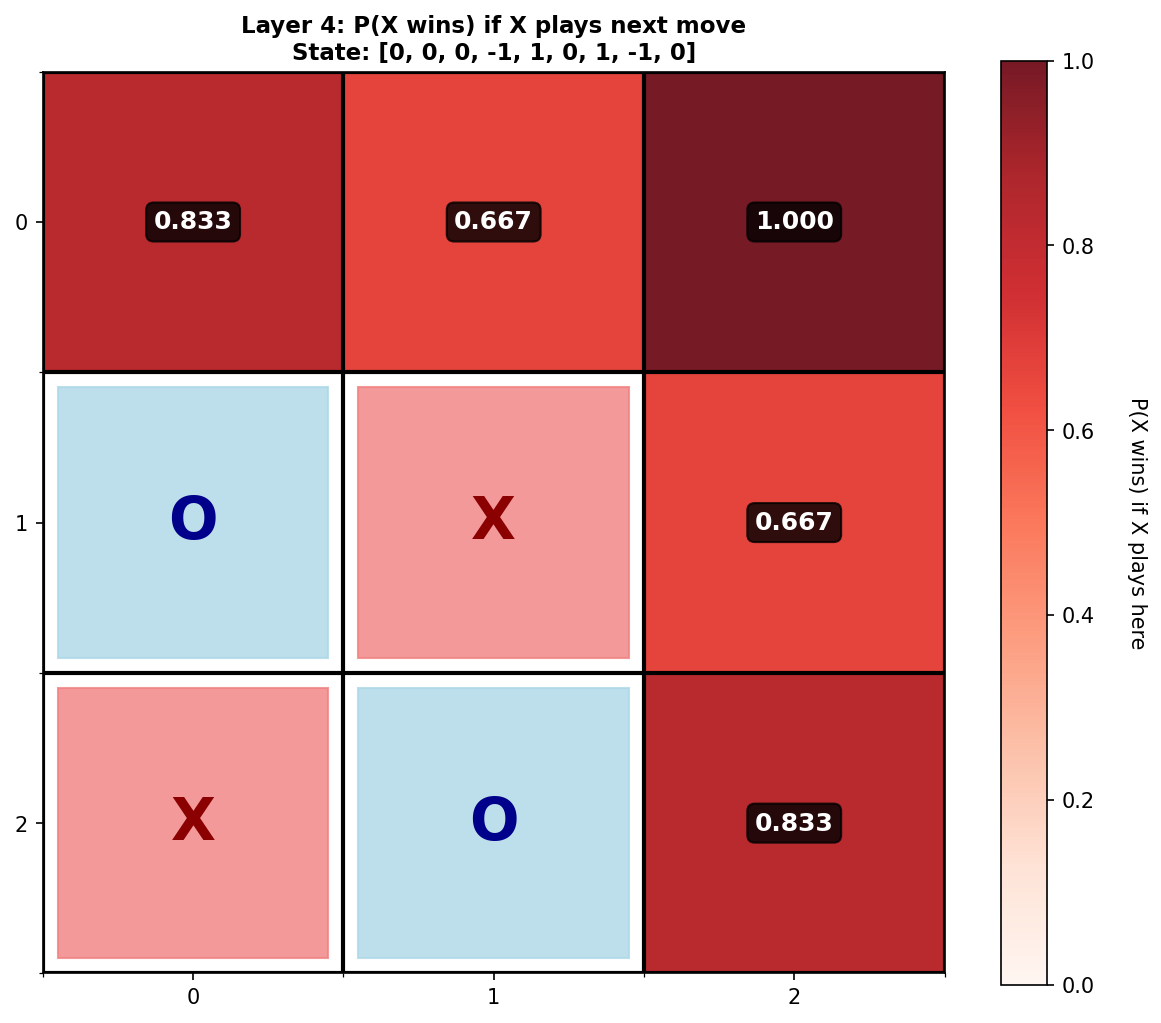 Layer 4: P(X wins) if X plays next move
State: [0, 0, 0, -1, 1, 0, 1, -1, 0]
0
0.833
0.667
1.000
1
O
X
0.667
2
X
O
0.833
0
1
2
1.0
0.8
0.6
0.4
0.2
0.0
P(X wins) if X plays here